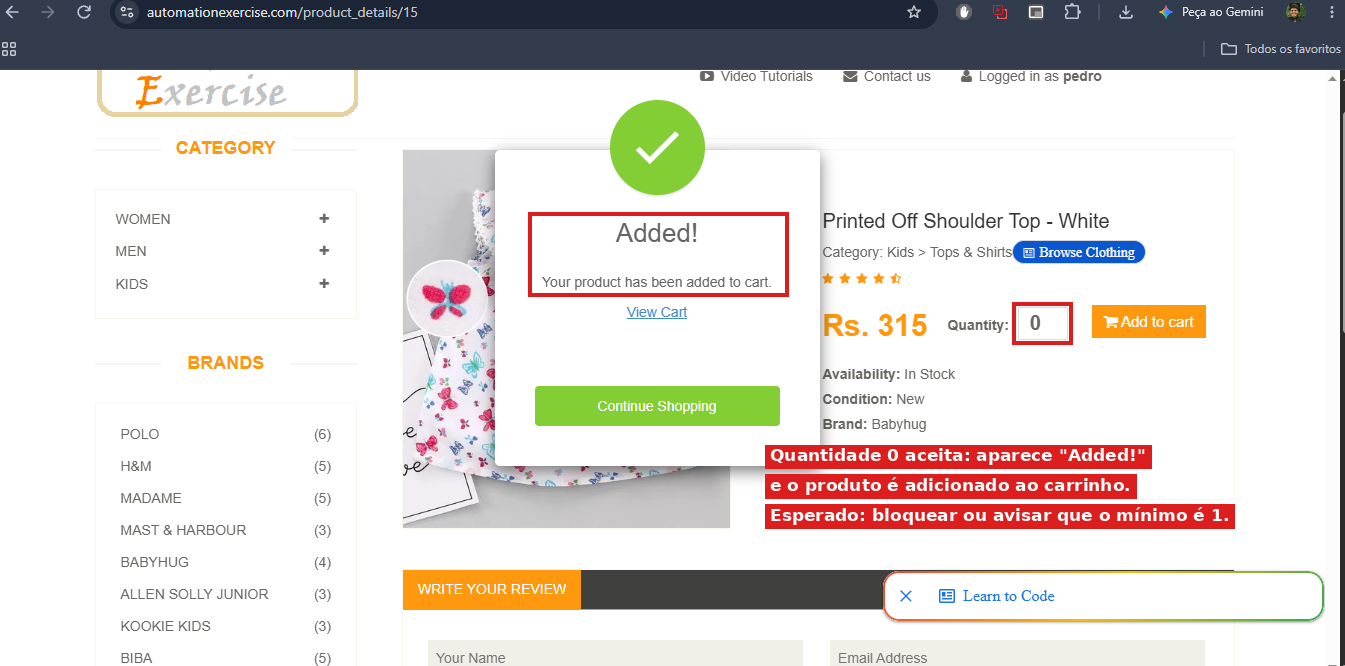 automationexercise.com/product_details/15
Peça ao Gemini
Todos os favoritos
Exercise
Video Tutorials
Contact us
Logged in as pedro
CATEGORY
WOMEN
MEN
KIDS
BRANDS
POLO (6)
H&M (5)
MADAME (5)
MAST & HARBOUR (3)
BABYHUG (4)
ALLEN SOLLY JUNIOR (3)
KOOKIE KIDS (3)
BIBA (5)
Added!
Your product has been added to cart.
View Cart
Continue Shopping
Printed Off Shoulder Top - White
Category: Kids > Tops & Shirts
Browse Clothing
Rs. 315
Quantity: 0
Add to cart
Availability: In Stock
Condition: New
Brand: Babyhug
Quantidade 0 aceita: aparece "Added!"
e o produto é adicionado ao carrinho.
Esperado: bloquear ou avisar que o mínimo é 1.
WRITE YOUR REVIEW
Learn to Code
Your Name
Email Address